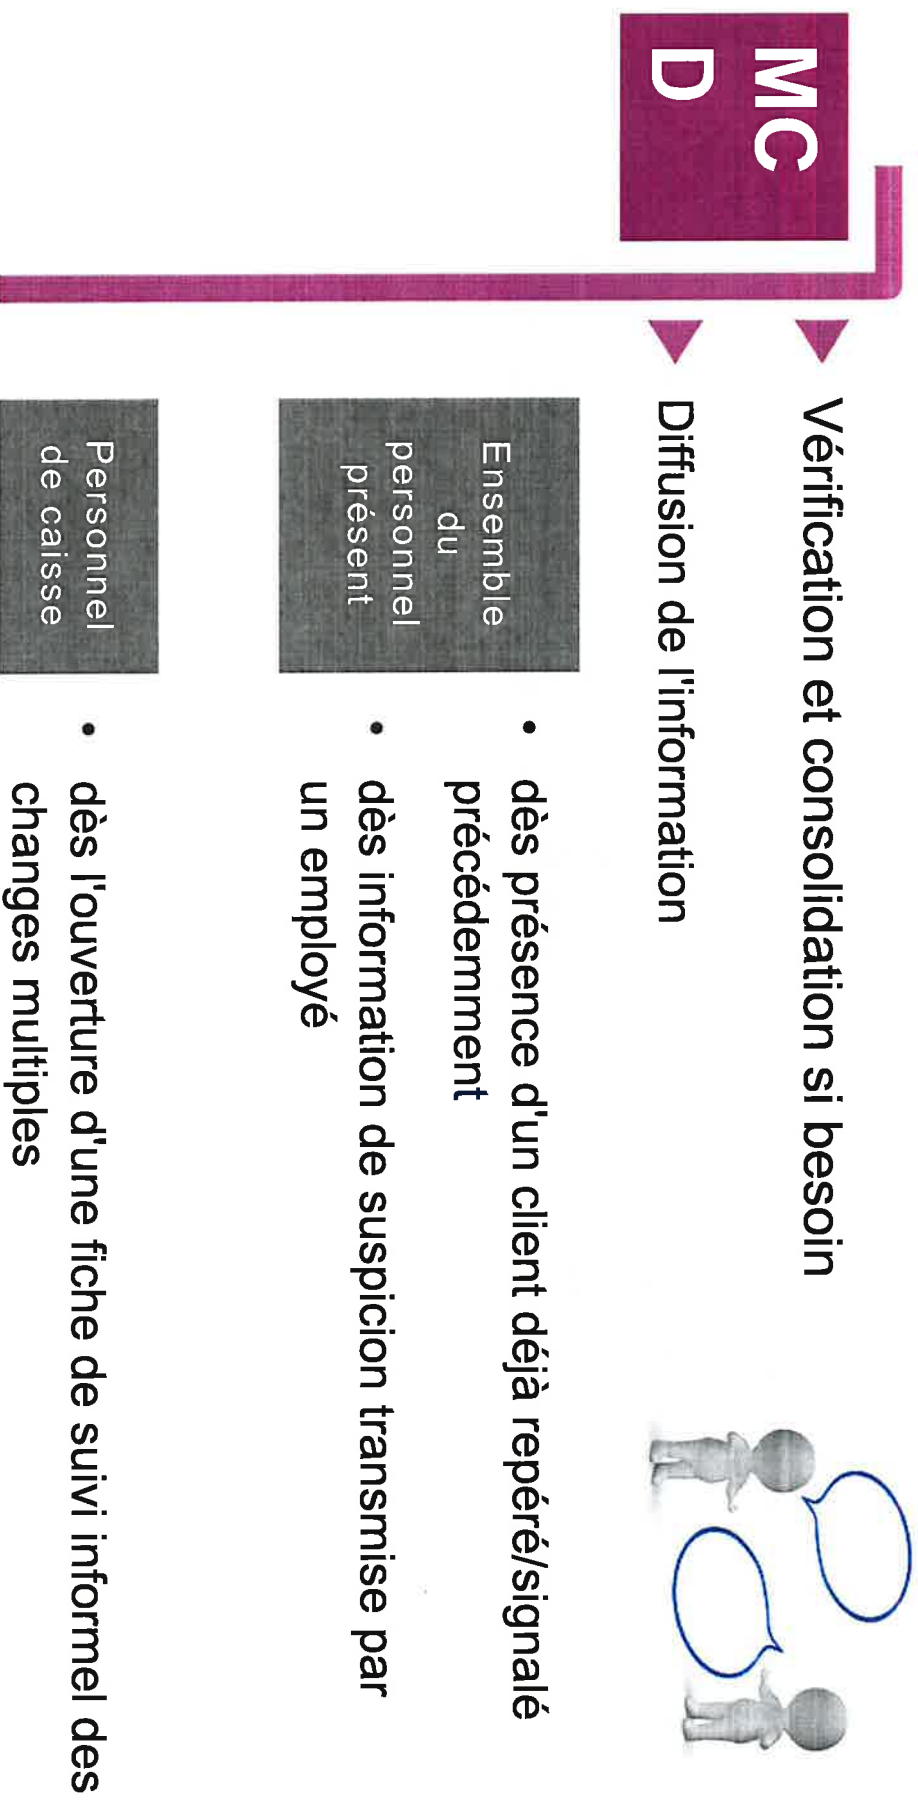 MC
D
Vérification et consolidation si besoin
Diffusion de l'information
Ensemble
du
personnel
présent
• dès présence d'un client déjà repéré/signalé
précédemment
• dès information de suspicion transmise par
un employé
Personnel
de caisse
• dès l'ouverture d'une fiche de suivi informel des
changes multiples